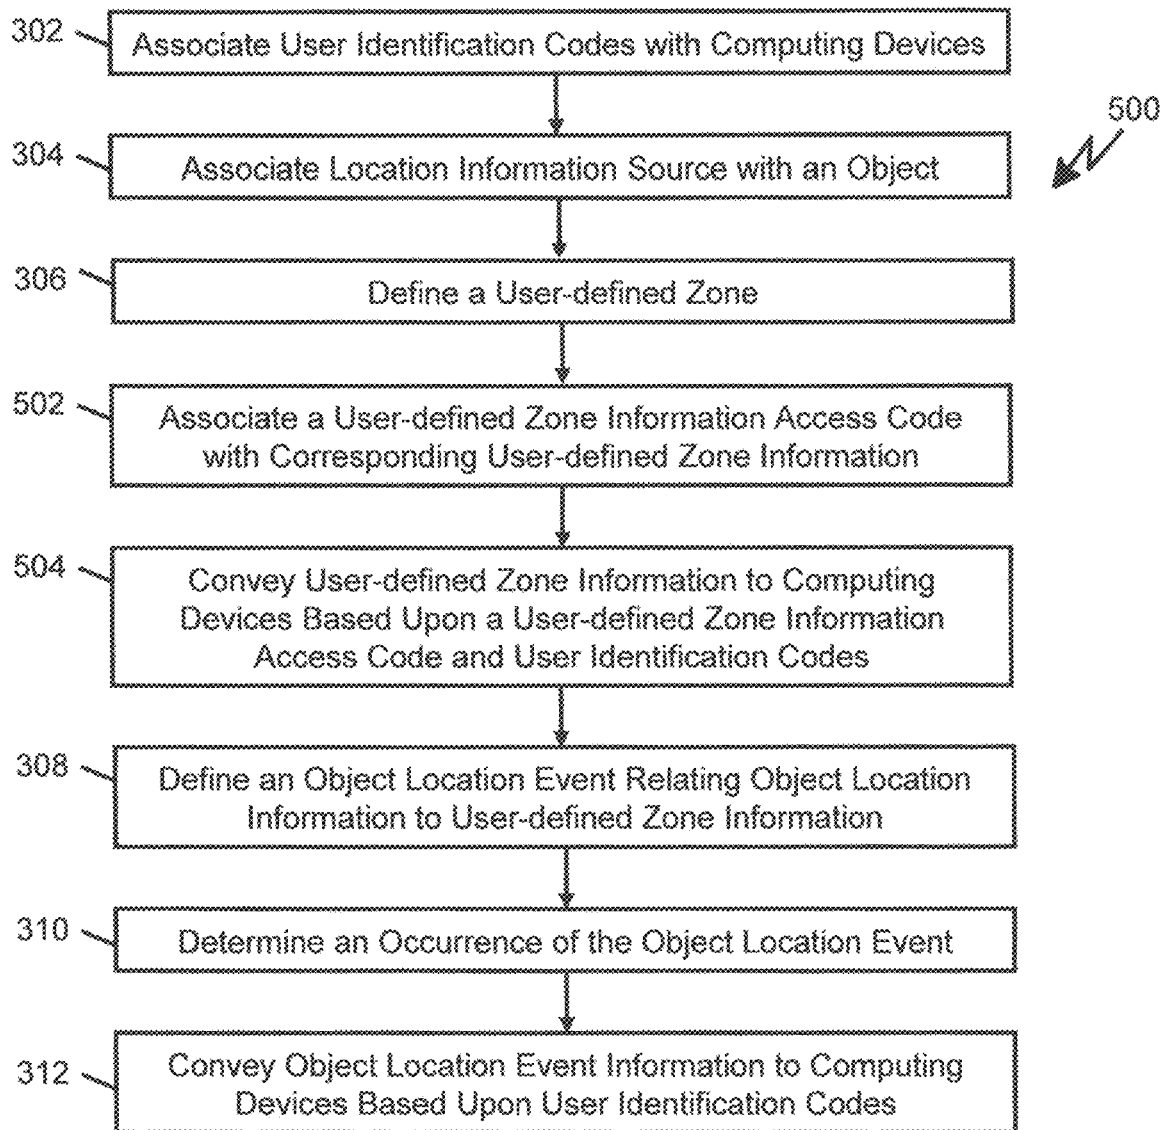 302
Associate User Identification Codes with Computing Devices
500
304
Associate Location Information Source with an Object
306
Define a User-defined Zone
502
Associate a User-defined Zone Information Access Code
with Corresponding User-defined Zone Information
504
Convey User-defined Zone Information to Computing
Devices Based Upon a User-defined Zone Information
Access Code and User Identification Codes
308
Define an Object Location Event Relating Object Location
Information to User-defined Zone Information
310
Determine an Occurrence of the Object Location Event
312
Convey Object Location Event Information to Computing
Devices Based Upon User Identification Codes